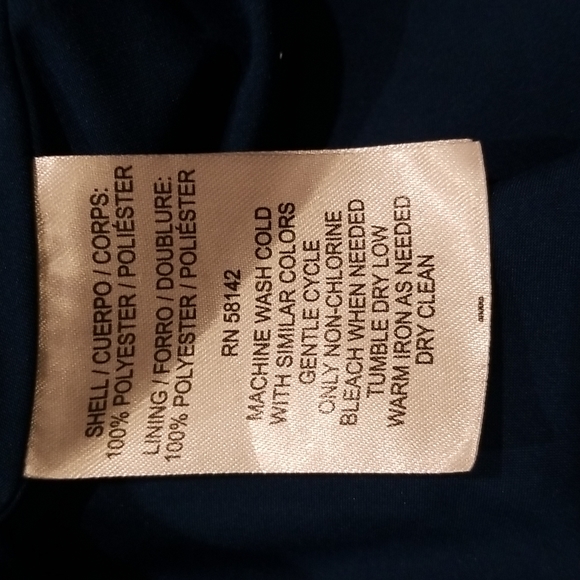 SHELL / CUERPO / CORPS:
100% POLYESTER / POLIÉSTER
LINING / FORRO / DOUBLURE:
100% POLYESTER / POLIÉSTER
RN 58142
MACHINE WASH COLD
WITH SIMILAR COLORS
GENTLE CYCLE
ONLY NON-CHLORINE
BLEACH WHEN NEEDED
TUMBLE DRY LOW
WARM IRON AS NEEDED
DRY CLEAN